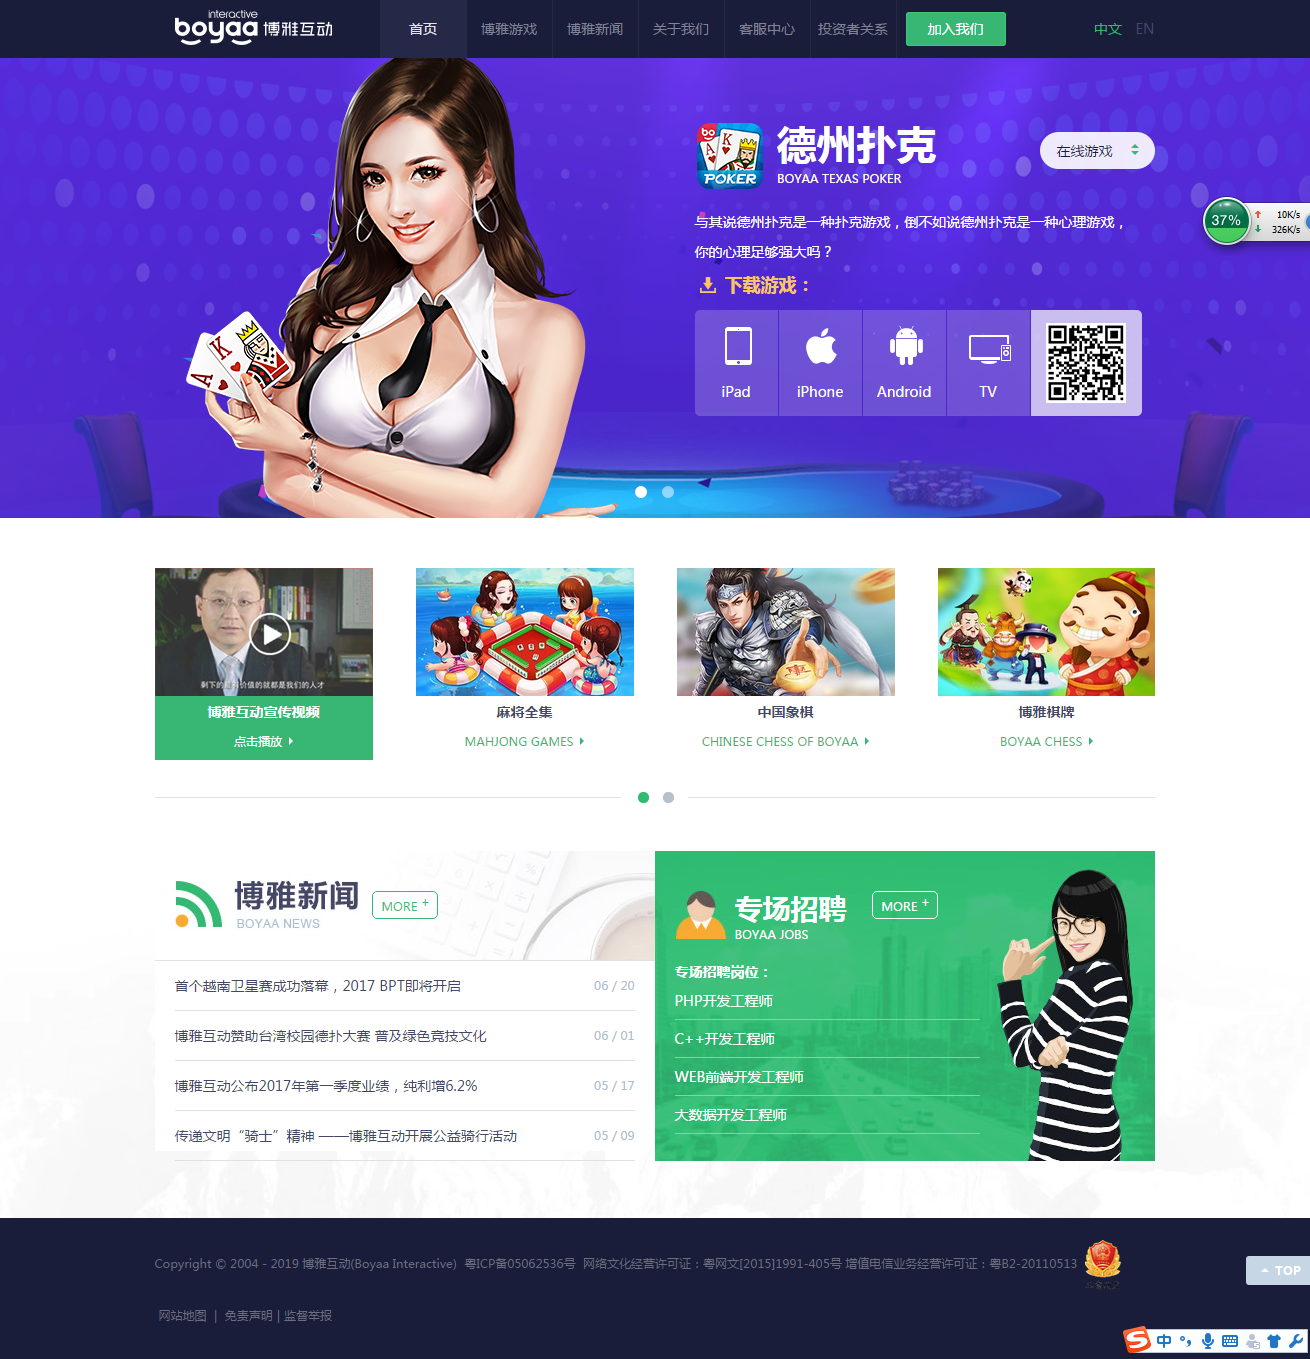 interactive
boyaa 博雅互动
首页 博雅游戏 博雅新闻 关于我们 客服中心 投资者关系 加入我们 中文 EN
bo A K POKER
德州扑克
BOYAA TEXAS POKER
在线游戏
与其说德州扑克是一种扑克游戏，倒不如说德州扑克是一种心理游戏，
你的心理足够强大吗？
下载游戏：
iPad iPhone Android TV
37% 10K/s
326K/s
A K
剩下的最有价值的就都是我们的人才
博雅互动宣传视频 麻将全集 中国象棋 博雅棋牌
点击播放 MAHJONG GAMES CHINESE CHESS OF BOYAA BOYAA CHESS
博雅新闻 MORE +
BOYAA NEWS
首个越南卫星赛成功落幕，2017 BPT即将开启 06 / 20
博雅互动赞助台湾校园德扑大赛 普及绿色竞技文化 06 / 01
博雅互动公布2017年第一季度业绩，纯利增6.2% 05 / 17
传递文明“骑士”精神 ——博雅互动开展公益骑行活动 05 / 09
专场招聘 MORE +
BOYAA JOBS
专场招聘岗位：
PHP开发工程师
C++开发工程师
WEB前端开发工程师
大数据开发工程师
Copyright © 2004 - 2019 博雅互动(Boyaa Interactive) 粤ICP备05062536号 网络文化经营许可证：粤网文[2015]1991-405号 增值电信业务经营许可证：粤B2-20110513
TOP
网站地图 | 免责声明 | 监督举报
S 中